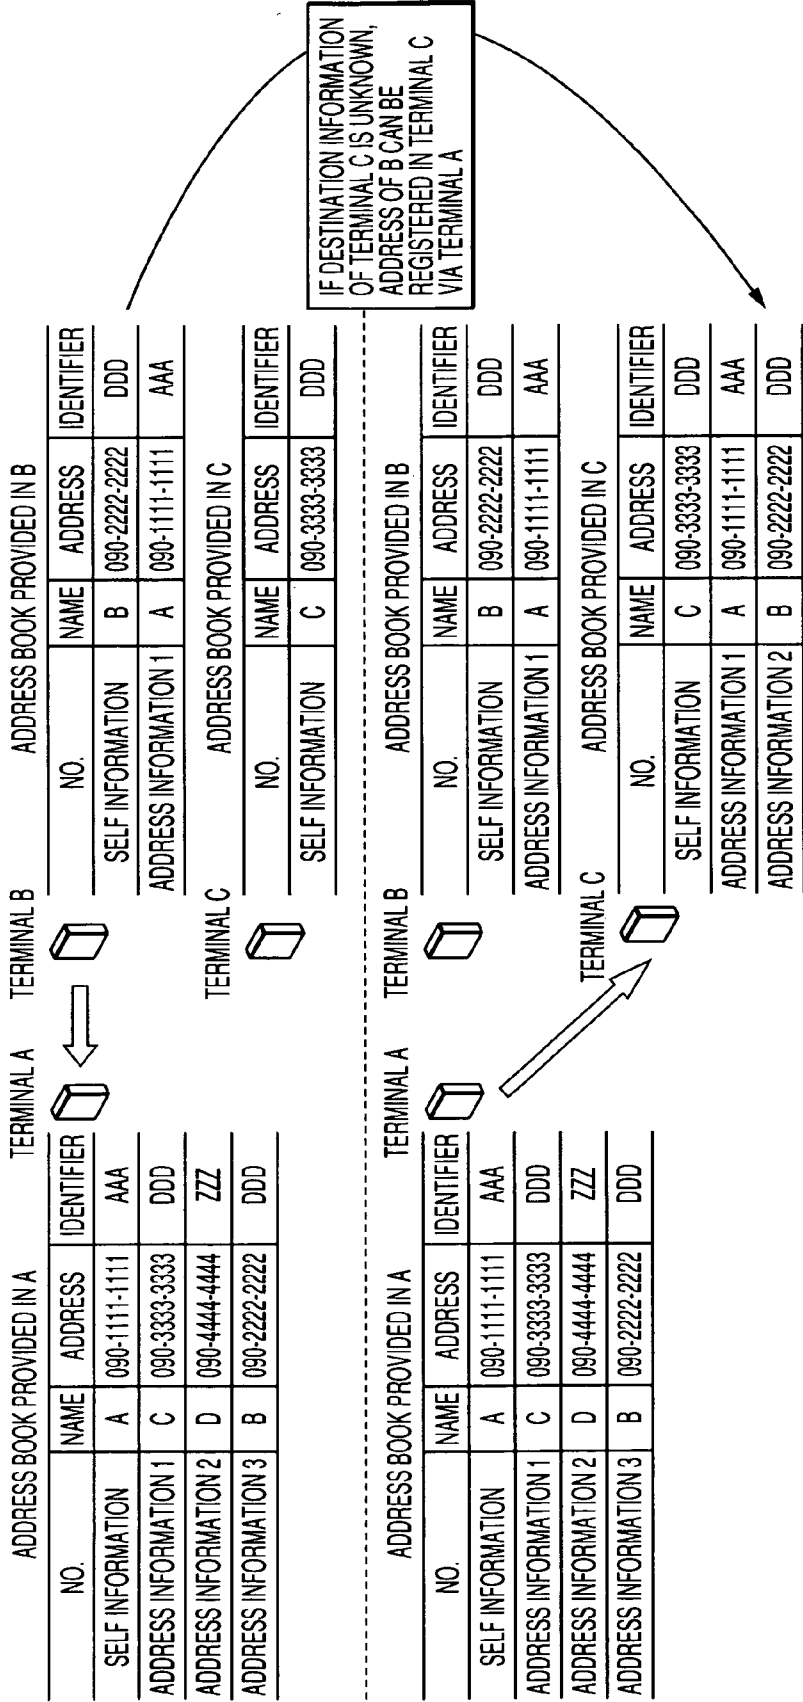 ADDRESS BOOK PROVIDED IN A
NO. NAME ADDRESS IDENTIFIER
SELF INFORMATION A 090-1111-1111 AAA
ADDRESS INFORMATION 1 C 090-3333-3333 DDD
ADDRESS INFORMATION 2 D 090-4444-4444 ZZZ
ADDRESS INFORMATION 3 B 090-2222-2222 DDD
TERMINAL A
TERMINAL B
ADDRESS BOOK PROVIDED IN B
NO. NAME ADDRESS IDENTIFIER
SELF INFORMATION B 090-2222-2222 DDD
ADDRESS INFORMATION 1 A 090-1111-1111 AAA
TERMINAL C
ADDRESS BOOK PROVIDED IN C
NO. NAME ADDRESS IDENTIFIER
SELF INFORMATION C 090-3333-3333 DDD
IF DESTINATION INFORMATION
OF TERMINAL C IS UNKNOWN,
ADDRESS OF B CAN BE
REGISTERED IN TERMINAL C
VIA TERMINAL A
ADDRESS BOOK PROVIDED IN A
NO. NAME ADDRESS IDENTIFIER
SELF INFORMATION A 090-1111-1111 AAA
ADDRESS INFORMATION 1 C 090-3333-3333 DDD
ADDRESS INFORMATION 2 D 090-4444-4444 ZZZ
ADDRESS INFORMATION 3 B 090-2222-2222 DDD
TERMINAL A
TERMINAL B
ADDRESS BOOK PROVIDED IN B
NO. NAME ADDRESS IDENTIFIER
SELF INFORMATION B 090-2222-2222 DDD
ADDRESS INFORMATION 1 A 090-1111-1111 AAA
TERMINAL C
ADDRESS BOOK PROVIDED IN C
NO. NAME ADDRESS IDENTIFIER
SELF INFORMATION C 090-3333-3333 DDD
ADDRESS INFORMATION 1 A 090-1111-1111 AAA
ADDRESS INFORMATION 2 B 090-2222-2222 DDD